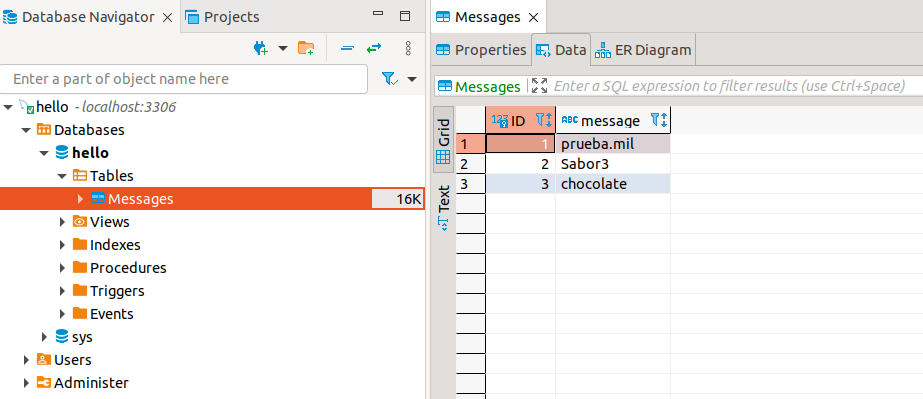 Database Navigator
Projects
Enter a part of object name here
hello - localhost:3306
Databases
hello
Tables
Messages 16K
Views
Indexes
Procedures
Triggers
Events
sys
Users
Administer
Messages
Properties
Data
ER Diagram
Messages
Enter a SQL expression to filter results (use Ctrl+Space)
Grid
Text
123 ID ABC message
1 1 prueba.mil
2 2 Sabor3
3 3 chocolate